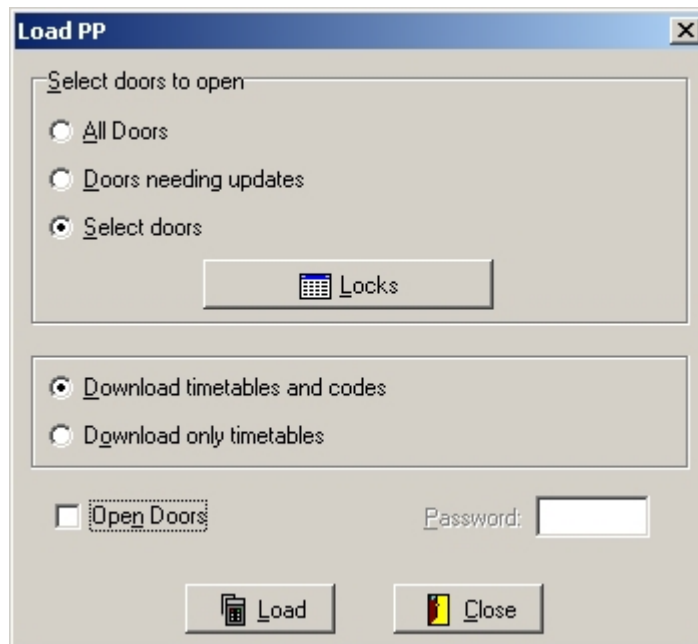 Load PP
Select doors to open
All Doors
Doors needing updates
Select doors
Locks
Download timetables and codes
Download only timetables
Open Doors Password:
Load Close